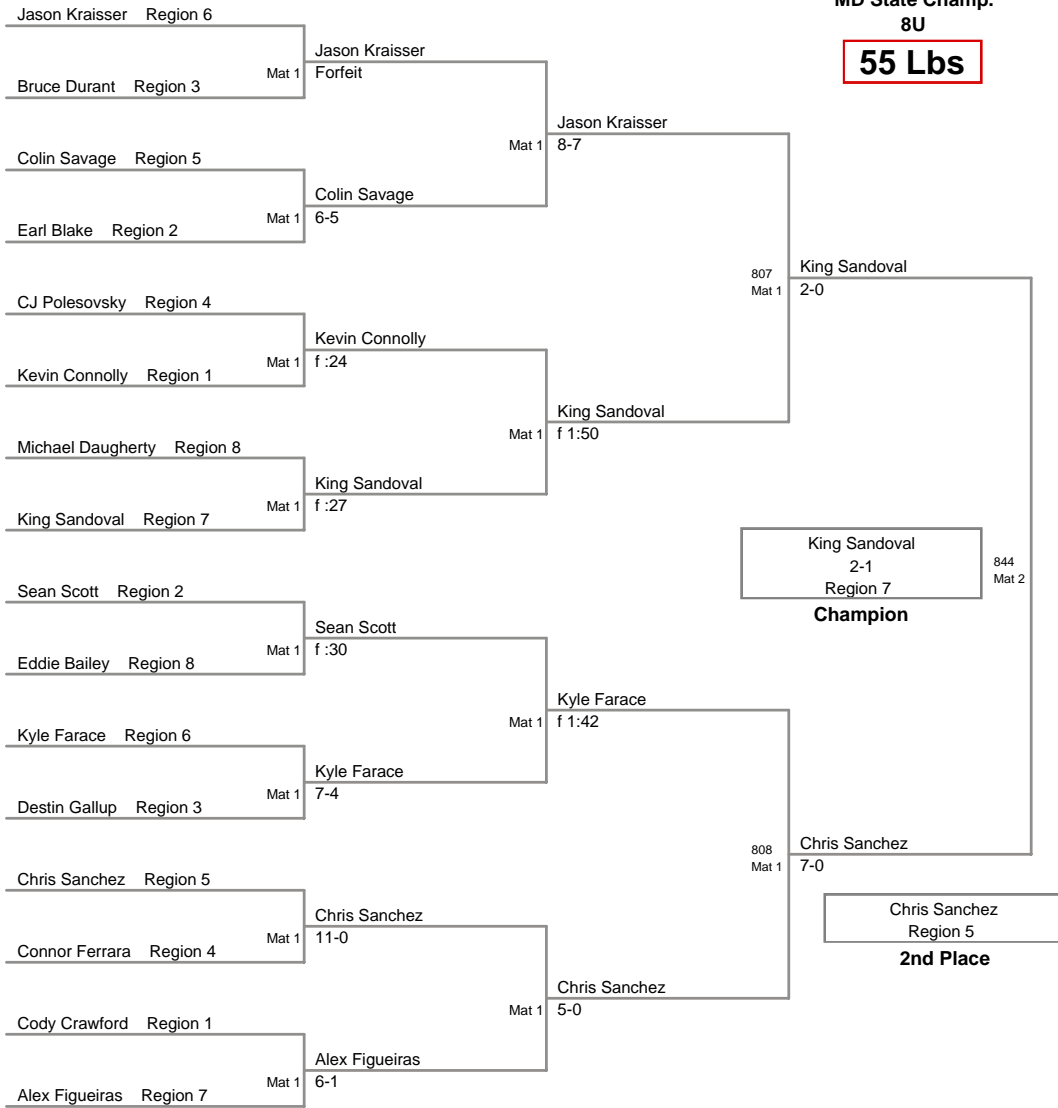 MD State Champ.
8U
55 Lbs
Jason Kraisser Region 6
Mat 1
Bruce Durant Region 3
Jason Kraisser
Forfeit
Colin Savage Region 5
Mat 1
Earl Blake Region 2
Colin Savage
6-5
Mat 1
Jason Kraisser
8-7
CJ Polesovsky Region 4
Mat 1
Kevin Connolly Region 1
Kevin Connolly
f :24
Michael Daugherty Region 8
Mat 1
King Sandoval Region 7
King Sandoval
f :27
Mat 1
King Sandoval
f 1:50
807
Mat 1
King Sandoval
2-0
Sean Scott Region 2
Mat 1
Eddie Bailey Region 8
Sean Scott
f :30
Kyle Farace Region 6
Mat 1
Destin Gallup Region 3
Kyle Farace
7-4
Mat 1
Kyle Farace
f 1:42
Chris Sanchez Region 5
Mat 1
Connor Ferrara Region 4
Chris Sanchez
11-0
Cody Crawford Region 1
Mat 1
Alex Figueiras Region 7
Alex Figueiras
6-1
Mat 1
Chris Sanchez
5-0
808
Mat 1
Chris Sanchez
7-0
844
Mat 2
King Sandoval
2-1
Region 7
Champion
Chris Sanchez
Region 5
2nd Place